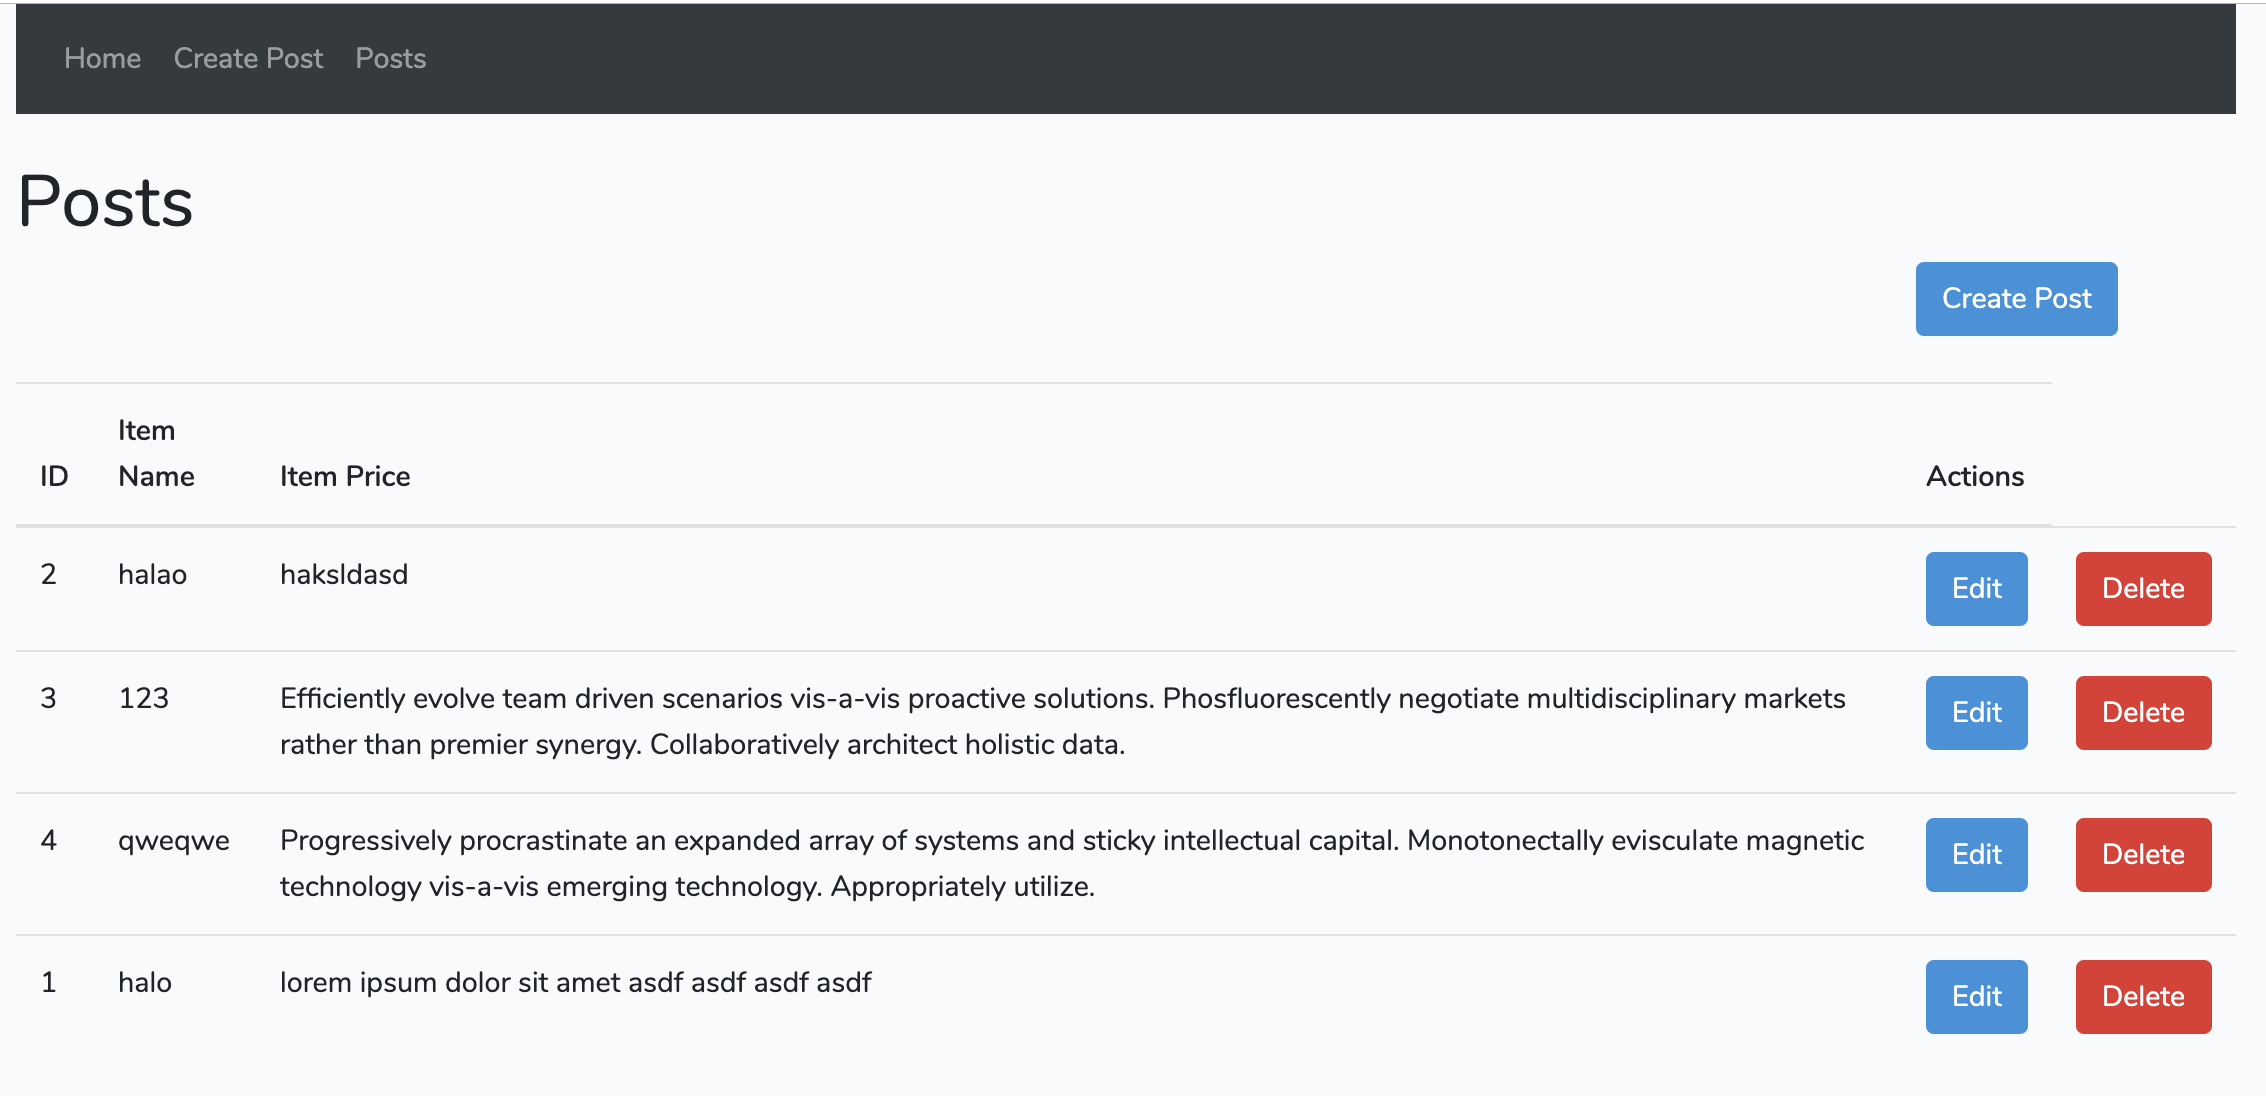 Home Create Post Posts
Posts
Create Post
Item
ID Name Item Price Actions
2 halao haksldasd Edit Delete
3 123 Efficiently evolve team driven scenarios vis-a-vis proactive solutions. Phosfluorescently negotiate multidisciplinary markets Edit Delete
rather than premier synergy. Collaboratively architect holistic data.
4 qweqwe Progressively procrastinate an expanded array of systems and sticky intellectual capital. Monotonectally evisculate magnetic Edit Delete
technology vis-a-vis emerging technology. Appropriately utilize.
1 halo lorem ipsum dolor sit amet asdf asdf asdf asdf Edit Delete